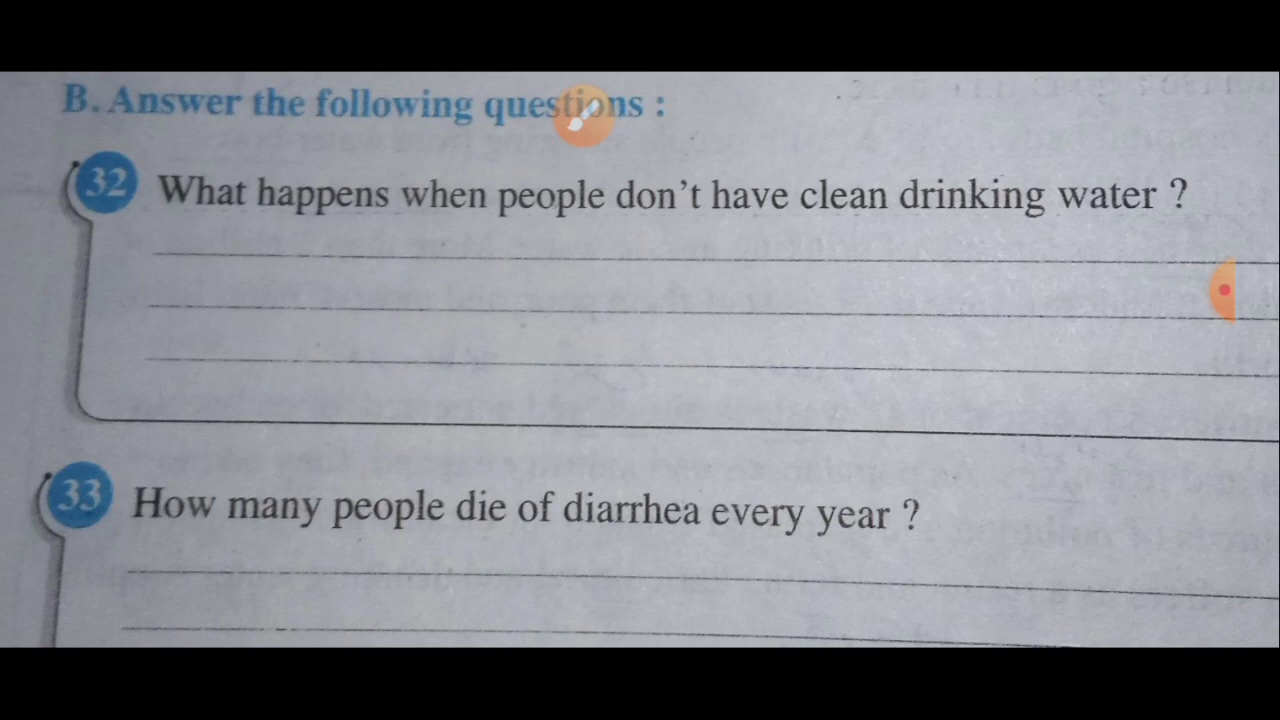 B. Answer the following questions :
32 What happens when people don't have clean drinking water ?
33 How many people die of diarrhea every year ?